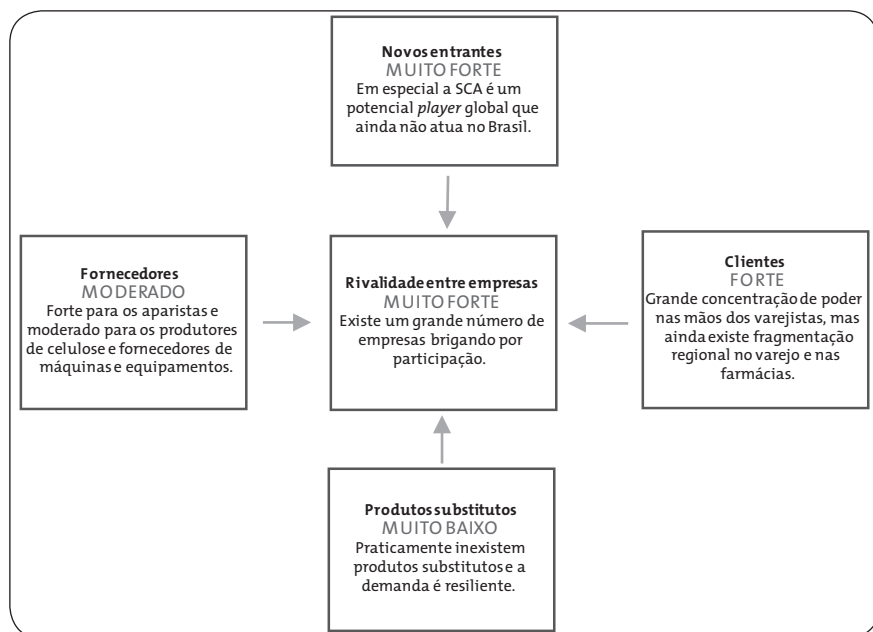 Novos entrantes
MUITO FORTE
Em especial a SCA é um
potencial player global que
ainda não atua no Brasil.
Fornecedores
MODERADO
Forte para os aparistas e
moderado para os produtores
de celulose e fornecedores de
máquinas e equipamentos.
Rivalidade entre empresas
MUITO FORTE
Existe um grande número de
empresas brigando por
participação.
Clientes
FORTE
Grande concentração de poder
nas mãos dos varejistas, mas
ainda existe fragmentação
regional no varejo e nas
farmácias.
Produtos substitutos
MUITO BAIXO
Praticamente inexistem
produtos substitutos e a
demanda é resiliente.